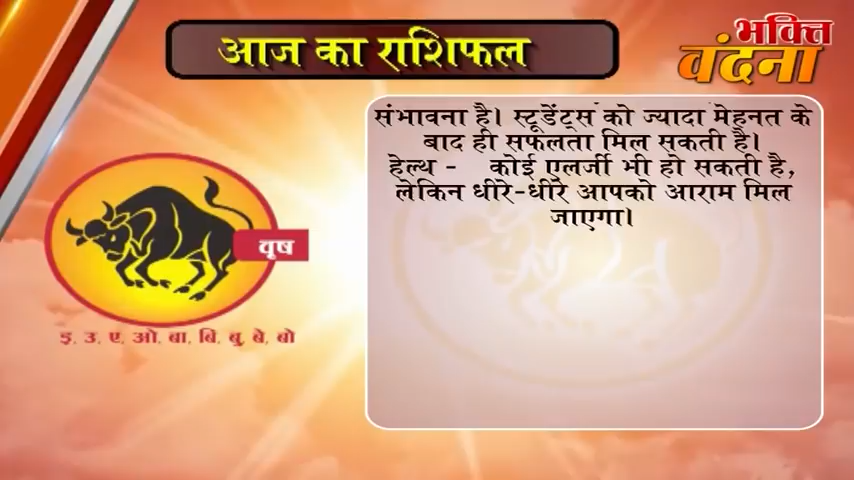 आज का राशिफल
भक्ति
वंदना
संभावना है। स्टूडेंट्स को ज्यादा मेहनत के
बाद ही सफलता मिल सकती है।
हेल्थ - कोई एलर्जी भी हो सकती है,
लेकिन धीरे-धीरे आपको आराम मिल
जाएगा।
वृष
इ, उ, ए, ओ, बा, बि, बु, बे, बो